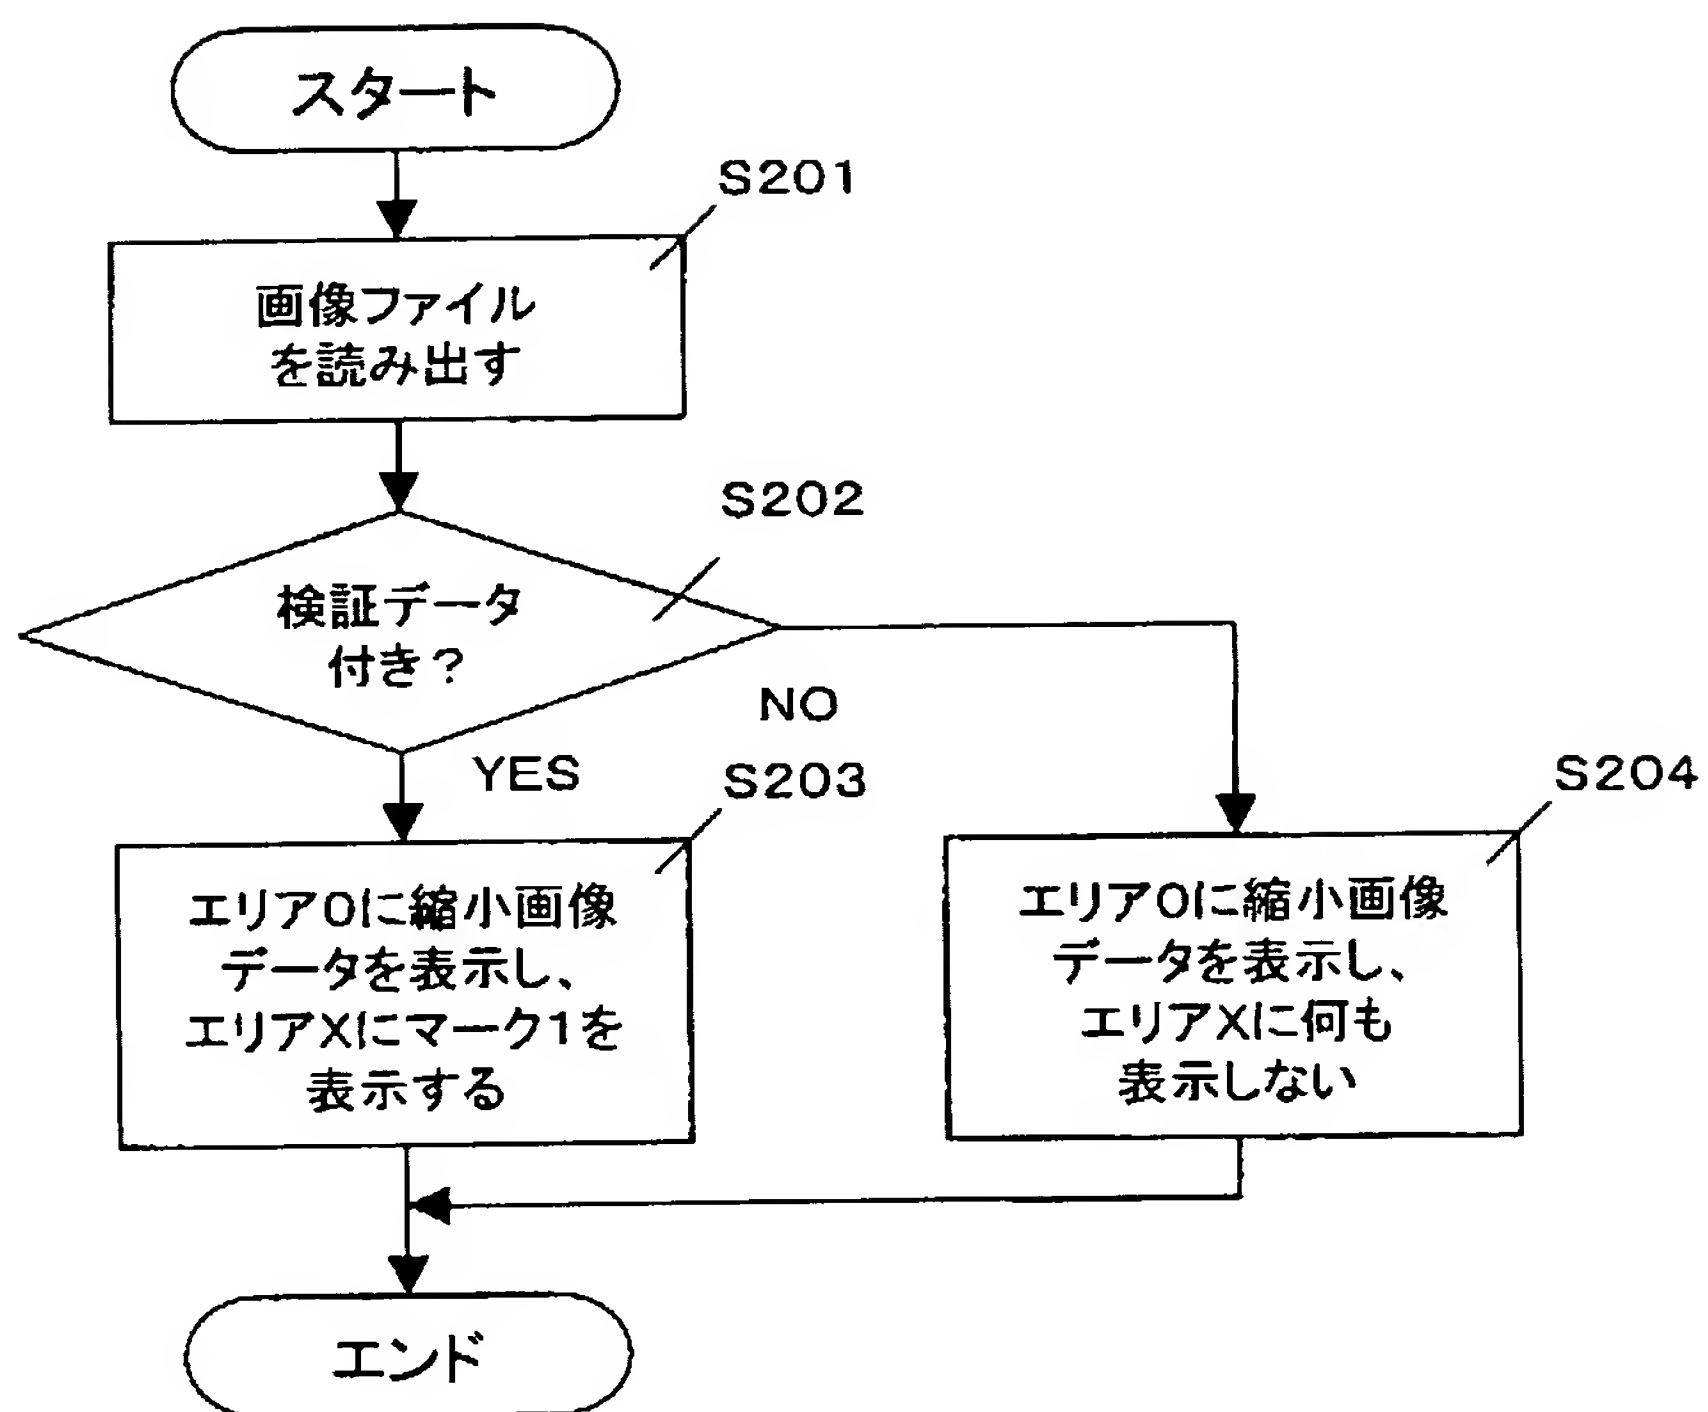 スタート
S201
画像ファイル
を読み出す
S202
検証データ
付き?
NO
YES
S203
エリア0に縮小画像
データを表示し、
エリアXにマーク1を
表示する
S204
エリア0に縮小画像
データを表示し、
エリアXに何も
表示しない
エンド